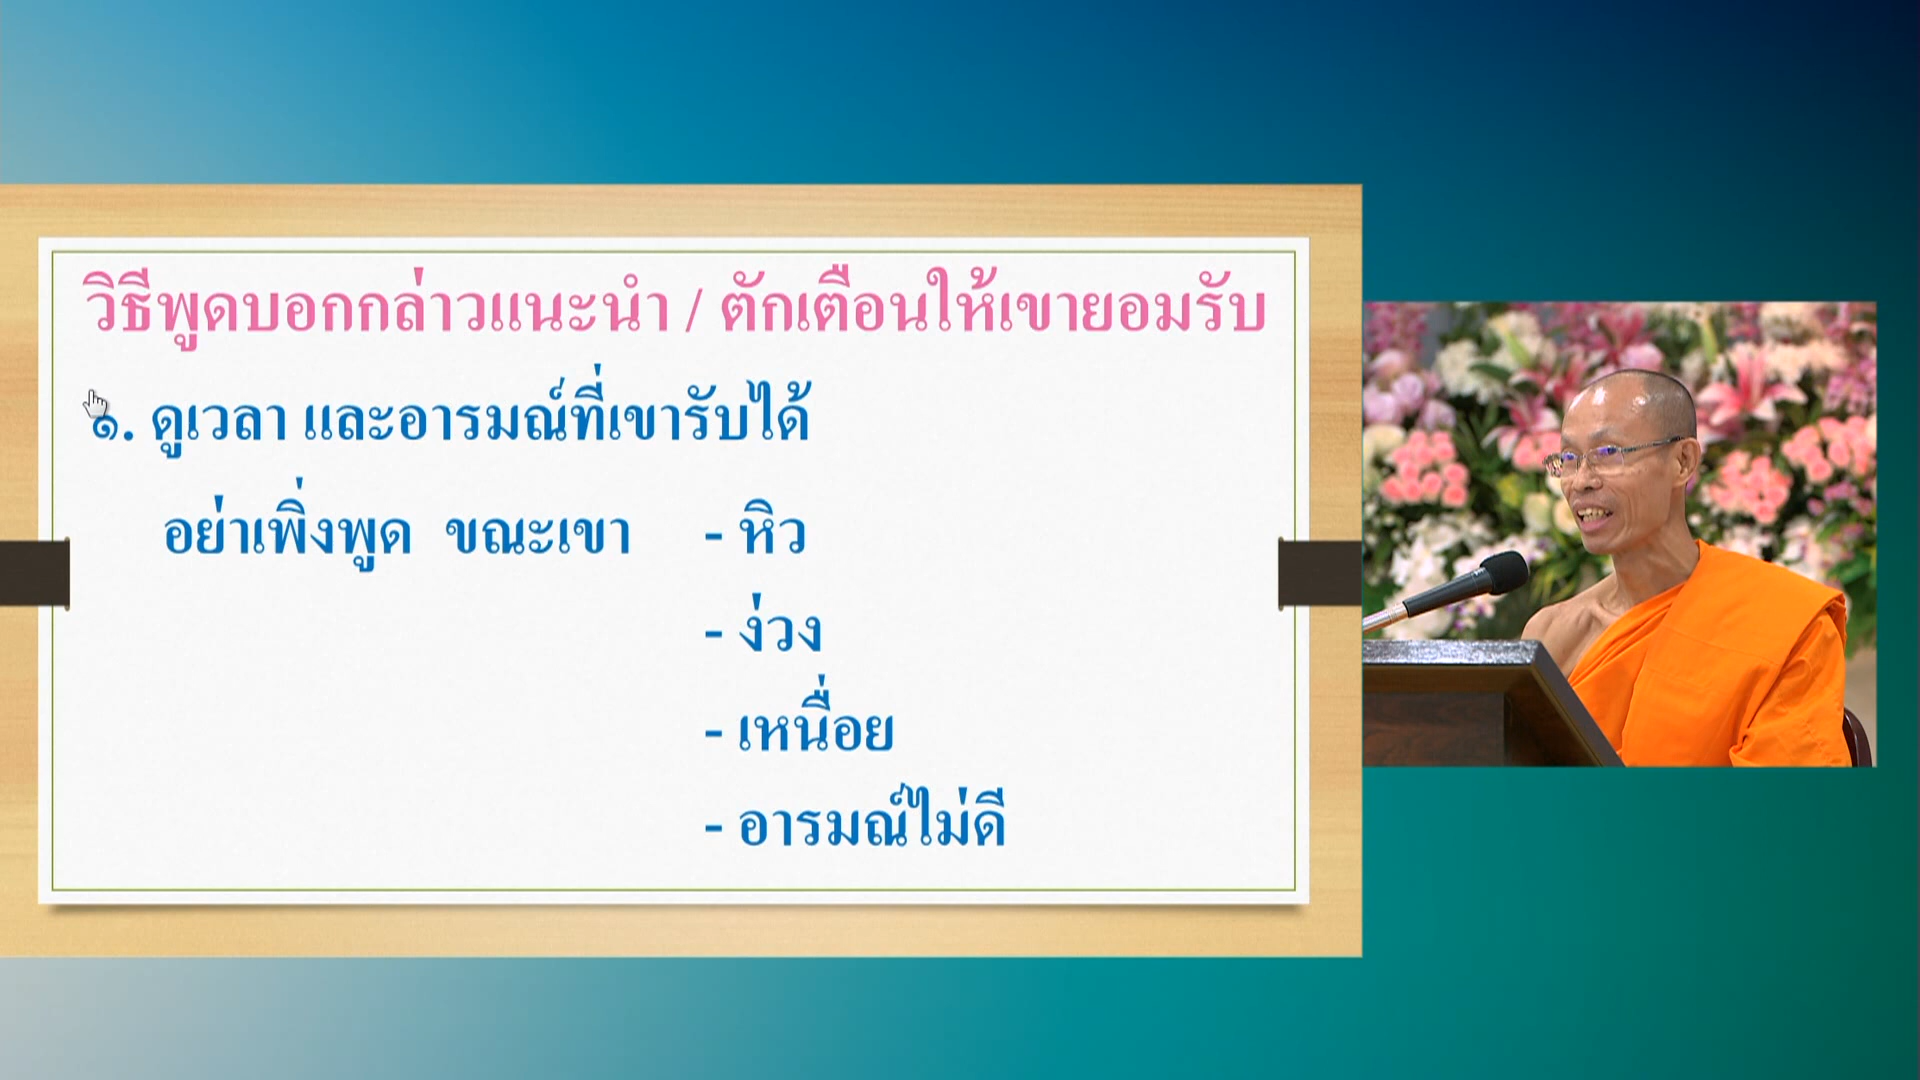 วิธีพูดบอกกล่าวแนะนำ / ตักเตือนให้เขายอมรับ
๑. ดูเวลา และอารมณ์ที่เขารับได้
อย่าเพิ่งพูด ขณะเขา - หิว
- ง่วง
- เหนื่อย
- อารมณ์ไม่ดี